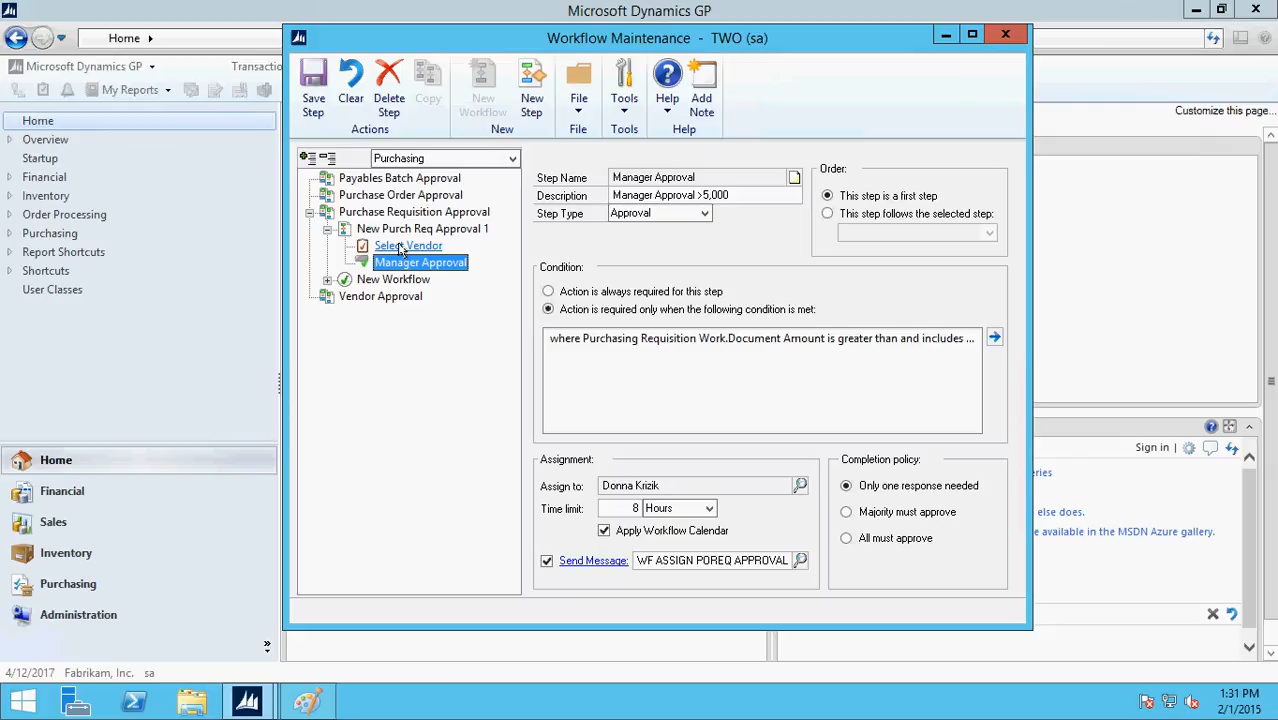 Microsoft Dynamics GP
Home
Microsoft Dynamics GP
Transactio
My Reports
Customize this page...
Home
Overview
Startup
Financial
Inventory
Order Processing
Purchasing
Report Shortcuts
Shortcuts
User Classes
Home
Financial
Sales
Inventory
Purchasing
Administration
4/12/2017 Fabrikam, Inc. sa
Workflow Maintenance - TWO (sa)
Save Step
Clear
Delete Step
Copy
New Workflow
New Step
File
Tools
Help
Add Note
Actions
New
File
Tools
Help
Purchasing
Payables Batch Approval
Purchase Order Approval
Purchase Requisition Approval
New Purch Req Approval 1
Select Vendor
Manager Approval
New Workflow
Vendor Approval
Step Name Manager Approval
Description Manager Approval >5,000
Step Type Approval
Order:
This step is a first step
This step follows the selected step:
Condition:
Action is always required for this step
Action is required only when the following condition is met:
where Purchasing Requisition Work.Document Amount is greater than and includes ...
Assignment:
Assign to: Donna Krizik
Time limit: 8 Hours
Apply Workflow Calendar
Send Message: WF ASSIGN POREQ APPROVAL
Completion policy:
Only one response needed
Majority must approve
All must approve
Sign in
eries
else does.
e available in the MSDN Azure gallery.
1:31 PM
2/1/2015